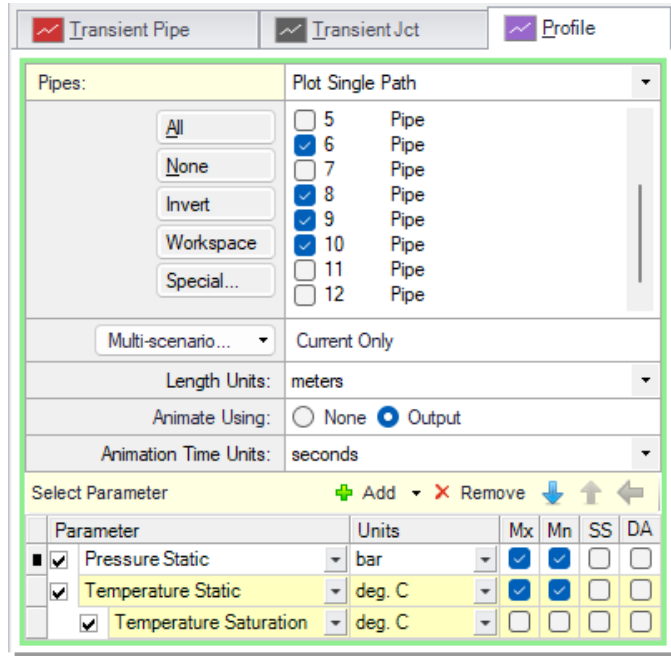 Transient Pipe Transient Jct Profile
Pipes: Plot Single Path
All
None
Invert
Workspace
Special...
5 Pipe
6 Pipe
7 Pipe
8 Pipe
9 Pipe
10 Pipe
11 Pipe
12 Pipe
Multi-scenario... Current Only
Length Units: meters
Animate Using: None Output
Animation Time Units: seconds
Select Parameter Add Remove
Parameter Units Mx Mn SS DA
Pressure Static bar
Temperature Static deg. C
Temperature Saturation deg. C